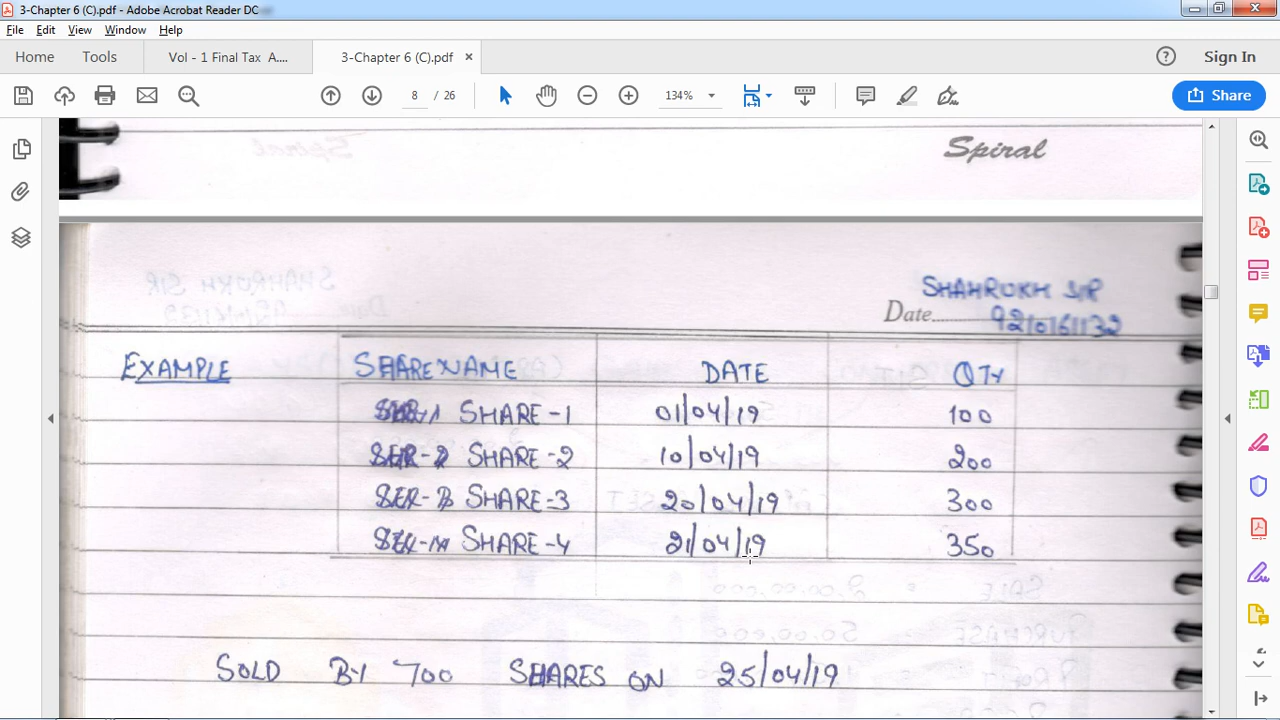 3-Chapter 6 (C).pdf - Adobe Acrobat Reader DC
File Edit View Window Help
Home Tools Vol - 1 Final Tax A.... 3-Chapter 6 (C).pdf × Sign In
8 / 26 134% Share
Spiral
SHAHRUKH SIR
Date.......... 9210161132
EXAMPLE SHARE NAME DATE QTY
SHARE-1 01/04/19 100
SHARE-2 10/04/19 200
SHARE-3 20/04/19 300
SHARE-4 21/04/19 350
SOLD BY 700 SHARES ON 25/04/19